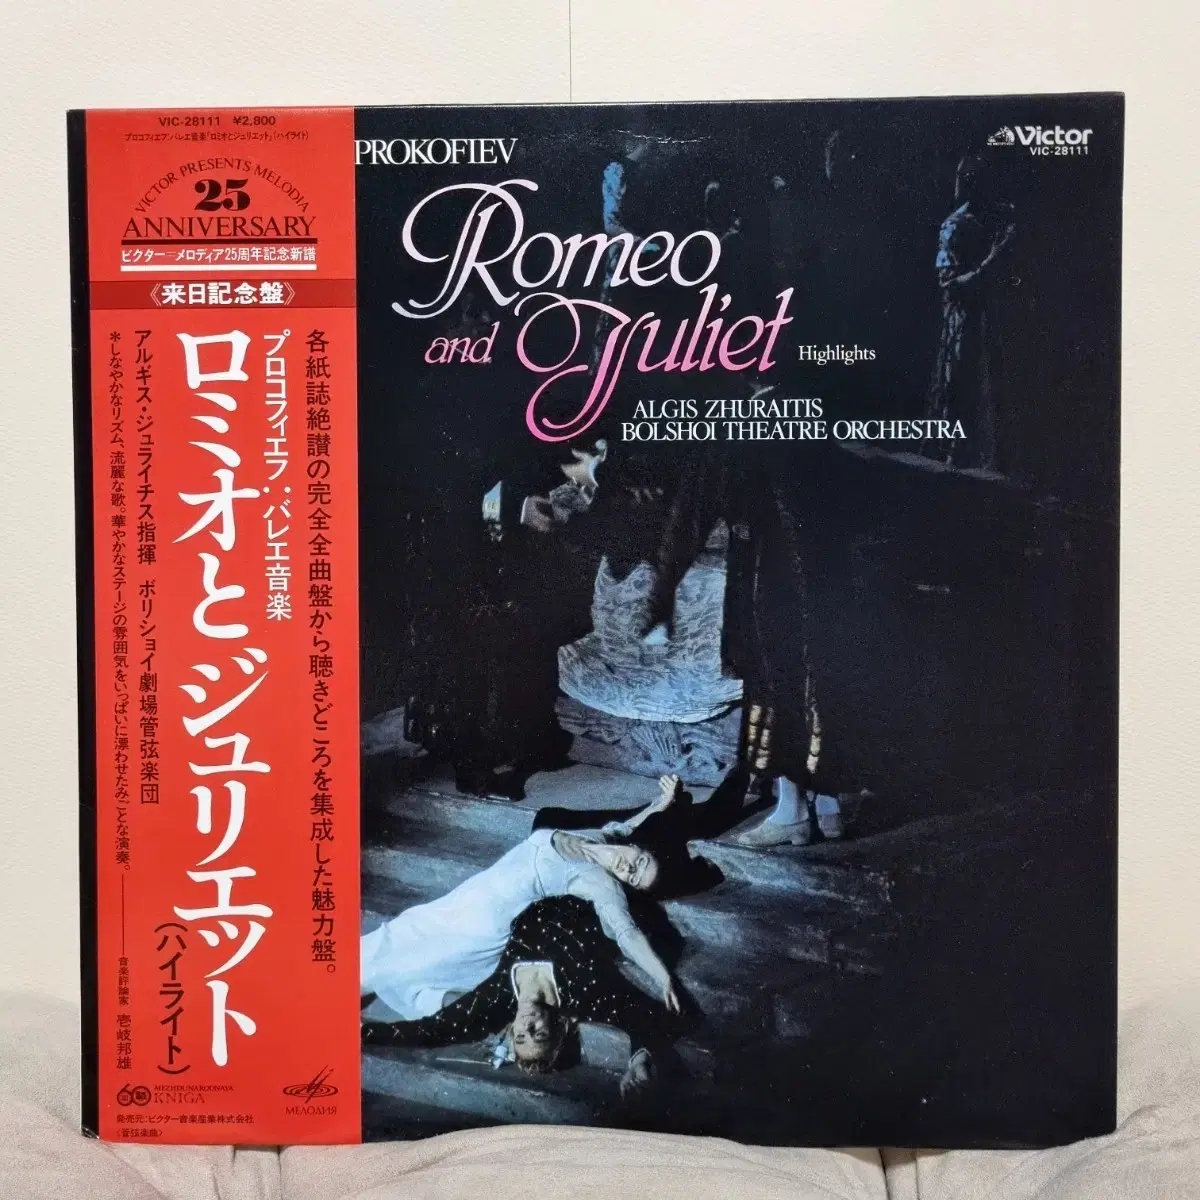 VIC-28111 ¥2,800
プロコフィエフ:バレエ音楽「ロミオとジュリエット」(ハイライト)
VICTOR PRESENTS MELODIA
25
ANNIVERSARY
ビクター=メロディア25周年記念新譜
《来日記念盤》
各紙誌絶讃の完全全曲盤から聴きどころを集成した魅力盤。
プロコフィエフ:バレエ音楽
ロミオとジュリエット
(ハイライト)
アルギス・ジュライチス指揮 ボリショイ劇場管弦楽団
*しなやかなリズム、流麗な歌。華やかなステージの雰囲気をいっぱいに漂わせたみごとな演奏。——音楽評論家 壱岐邦雄
MEZHDUNARODNAYA
KNIGA
МЕЛОДИЯ
発売元:ビクター音楽産業株式会社
〈管弦楽曲〉
PROKOFIEV
Romeo
and Juliet Highlights
ALGIS ZHURAITIS
BOLSHOI THEATRE ORCHESTRA
Victor
VIC-28111